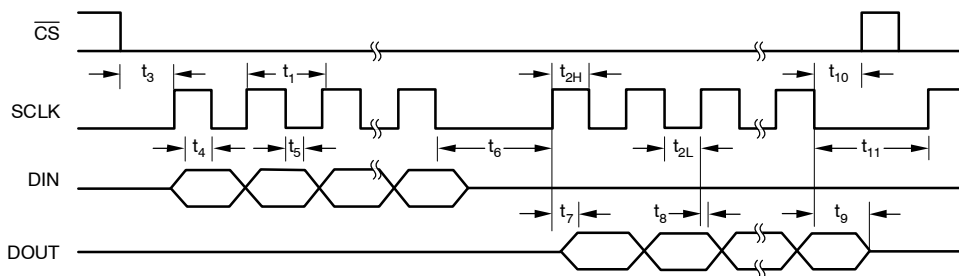 CS
t3 t1 t2H t10
SCLK
t4 t5 t6 t2L t11
DIN
t7 t8 t9
DOUT